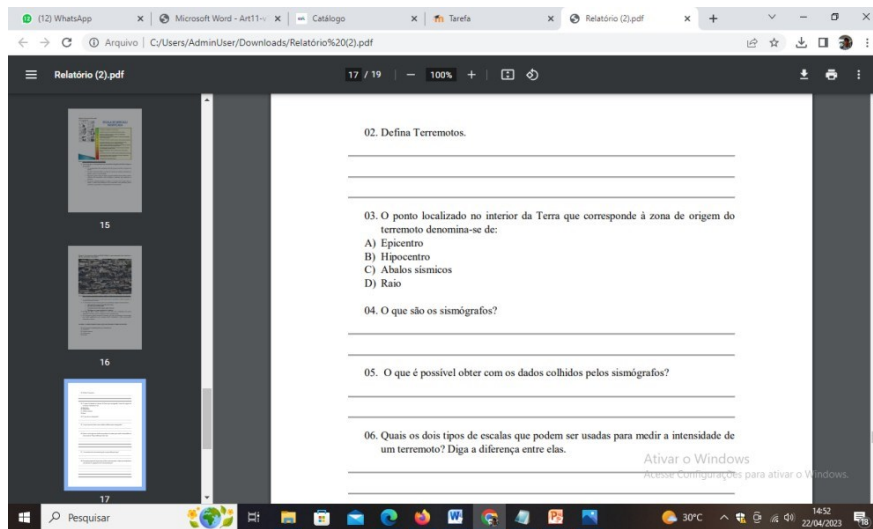 (12) WhatsApp
Microsoft Word - Art11-v
Catálogo
Tarefa
Relatório (2).pdf
Arquivo | C:/Users/AdminUser/Downloads/Relatório%20(2).pdf
Relatório (2).pdf
17 / 19
100%
15
16
17
02. Defina Terremotos.
03. O ponto localizado no interior da Terra que corresponde à zona de origem do
terremoto denomina-se de:
A) Epicentro
B) Hipocentro
C) Abalos sísmicos
D) Raio
04. O que são os sismógrafos?
05. O que é possível obter com os dados colhidos pelos sismógrafos?
06. Quais os dois tipos de escalas que podem ser usadas para medir a intensidade de
um terremoto? Diga a diferença entre elas.
Ativar o Windows
Acesse Configurações para ativar o Windows.
Pesquisar
30°C
14:52
22/04/2023
18